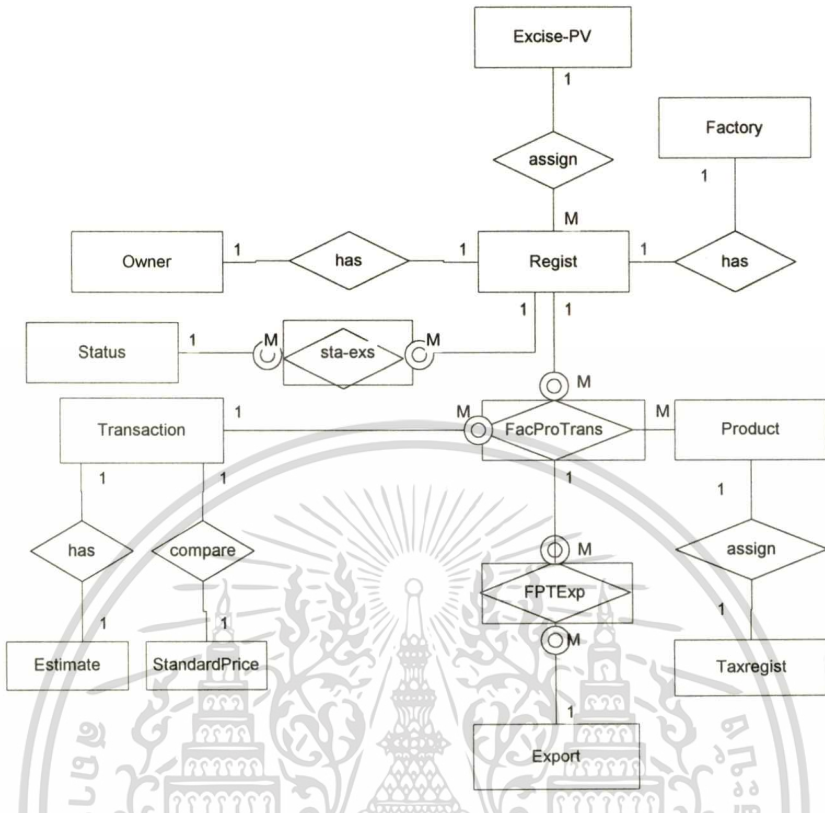 Excise-PV
1
Factory
assign
1
M
Owner
1
has
1
Regist
1
has
1
1
Status
1
M
sta-exs
M
M
Transaction
1
M
FacProTrans
M
Product
1
1
1
1
has
compare
M
assign
FPTExp
1
1
M
1
Estimate
StandardPrice
Taxregist
1
Export